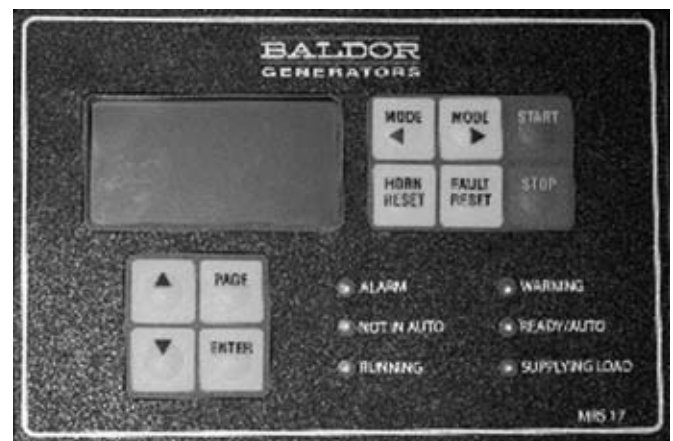 BALDOR
GENERATORS
MODE MODE START
HORN RESET FAULT RESET STOP
PAGE
ENTER
ALARM WARNING
NOT IN AUTO READY/AUTO
RUNNING SUPPLYING LOAD
MRS 17